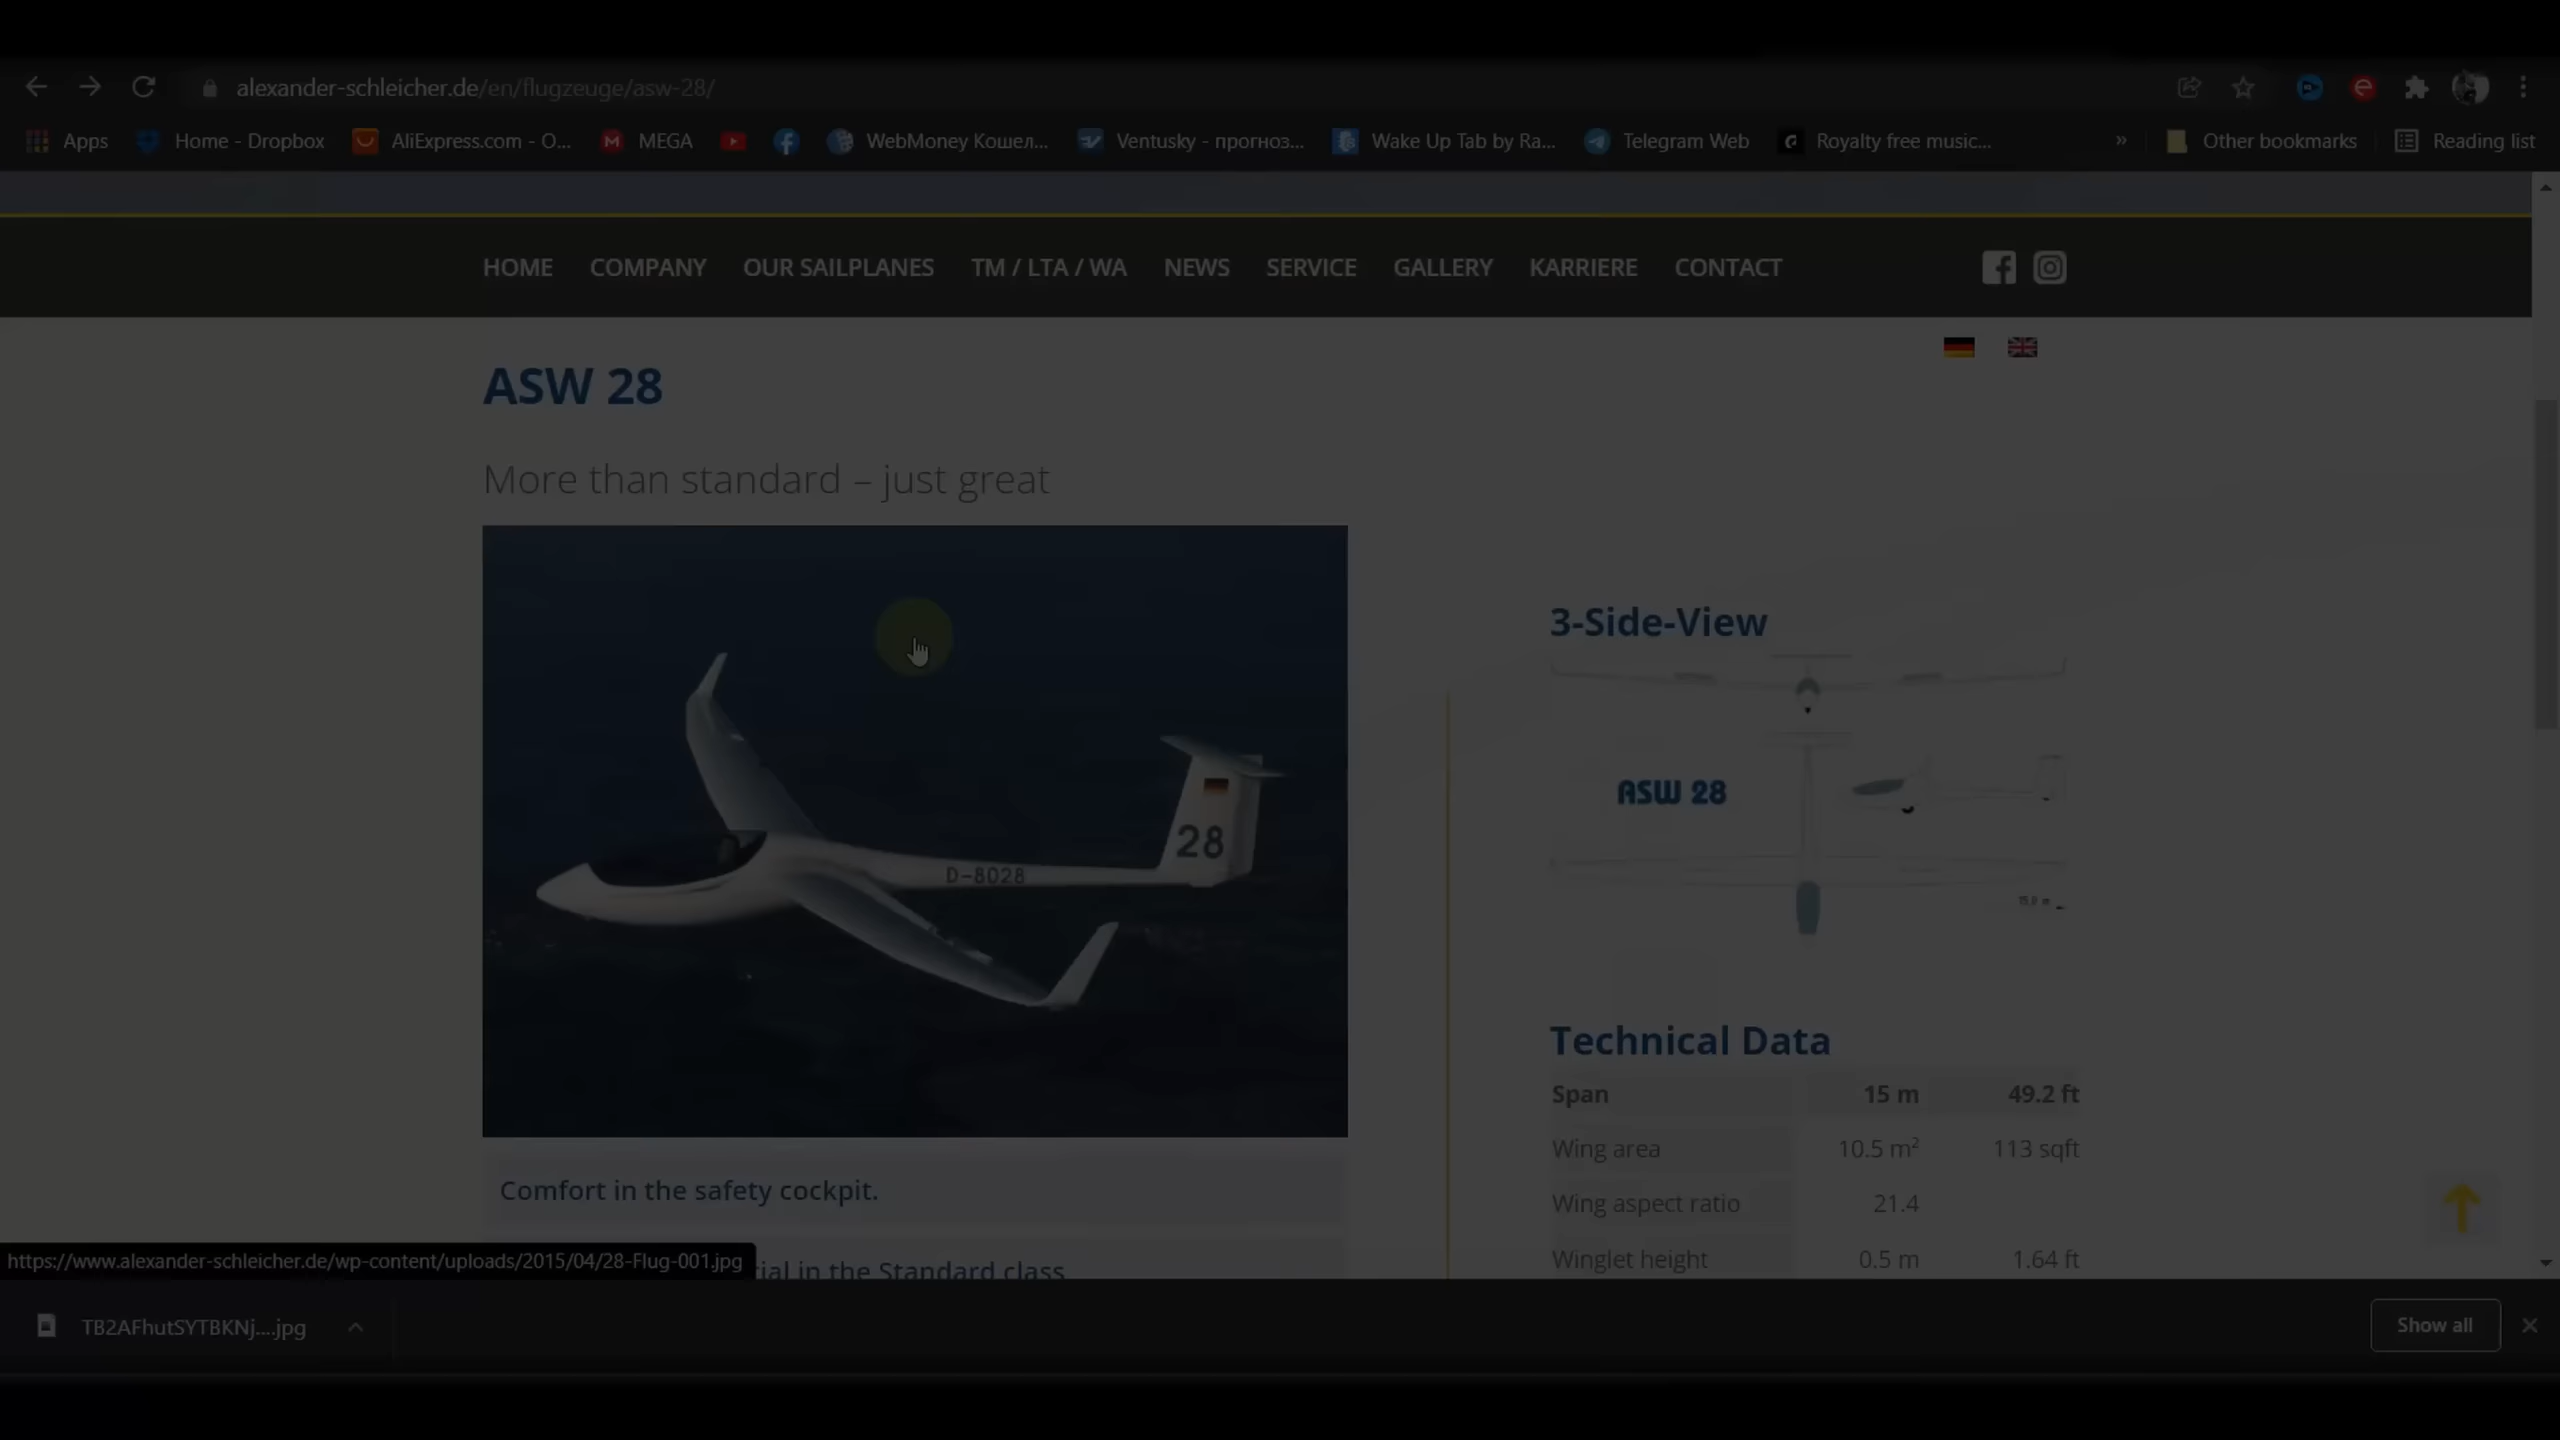 alexander-schleicher.de/en/flugzeuge/asw-28/
Apps
Home - Dropbox
AliExpress.com - O...
MEGA
WebMoney Кошел...
Ventusky - прогноз...
Wake Up Tab by Ra...
Telegram Web
Royalty free music...
»
Other bookmarks
Reading list
HOME
COMPANY
OUR SAILPLANES
TM / LTA / WA
NEWS
SERVICE
GALLERY
KARRIERE
CONTACT
ASW 28
More than standard – just great
28
D-8028
Comfort in the safety cockpit.
in the Standard class
3-Side-View
ASW 28
15,0 m
Technical Data
Span 15 m 49.2 ft
Wing area 10.5 m² 113 sqft
Wing aspect ratio 21.4
Winglet height 0.5 m 1.64 ft
https://www.alexander-schleicher.de/wp-content/uploads/2015/04/28-Flug-001.jpg
TB2AFhutSYTBKNj....jpg
Show all